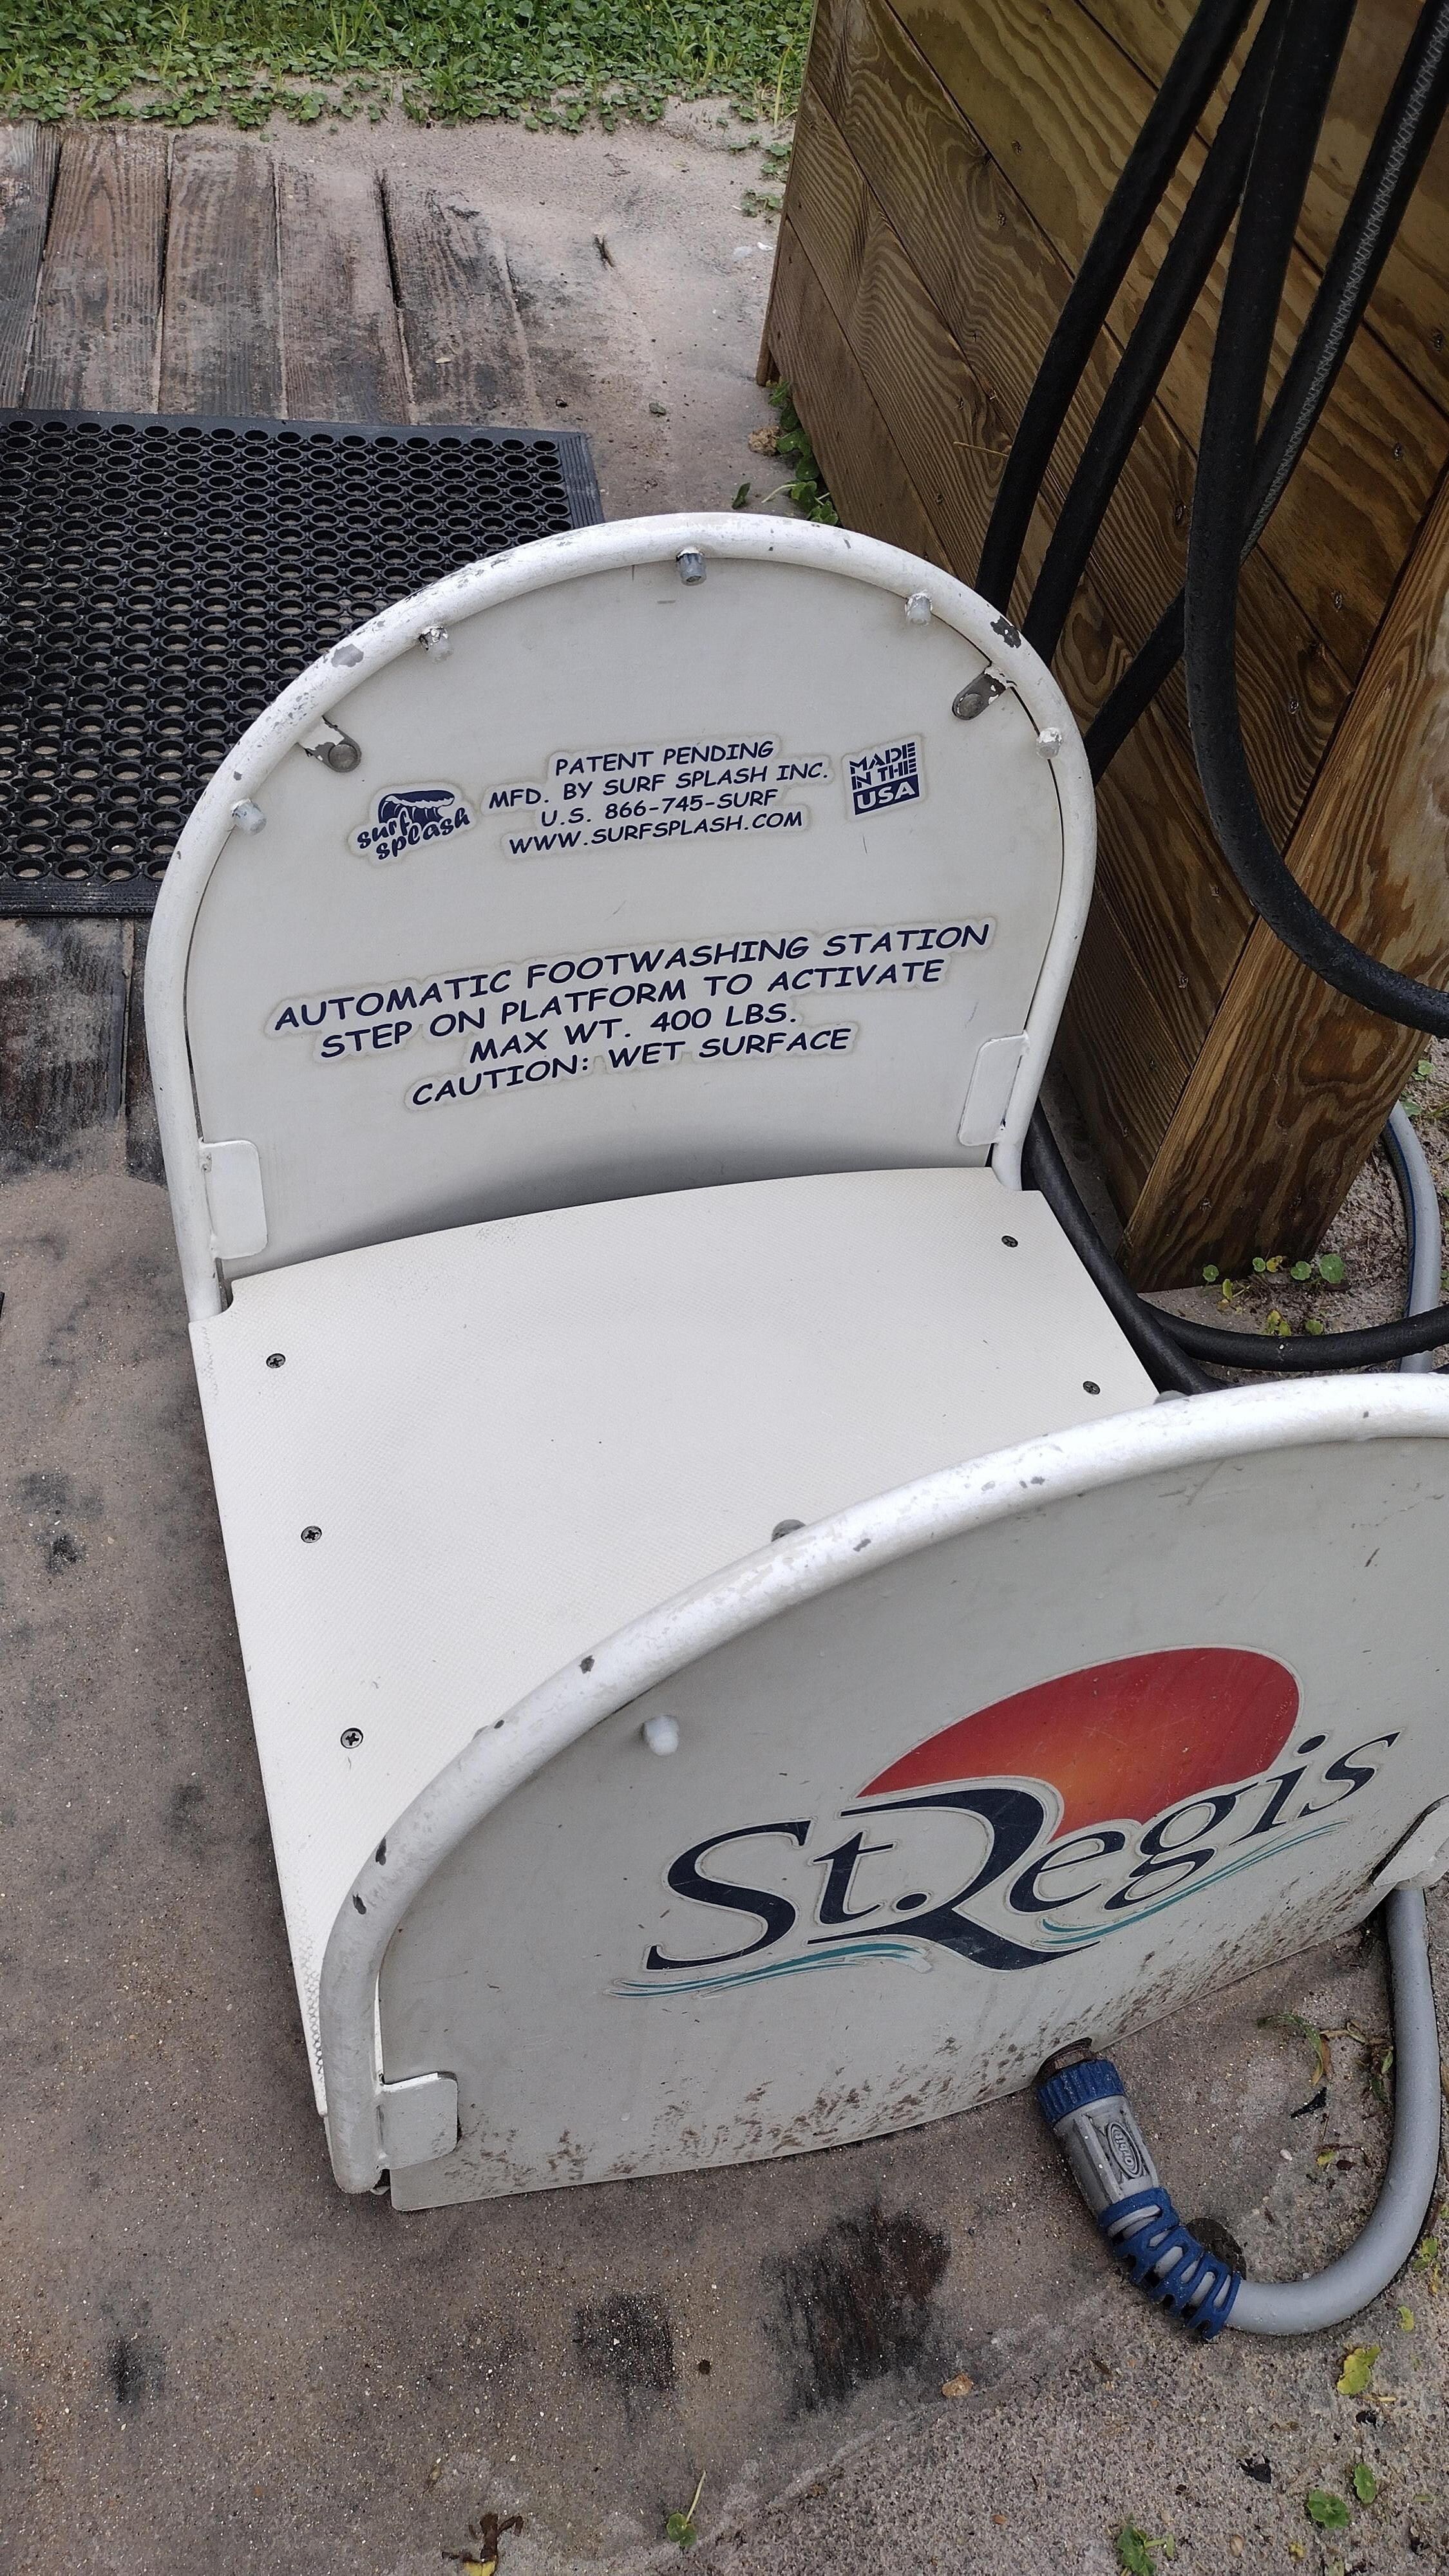 PATENT PENDING
MFD. BY SURF SPLASH INC.
U.S. 866-745-SURF
WWW.SURFSPLASH.COM
surf
splash
MADE
IN THE
USA
AUTOMATIC FOOTWASHING STATION
STEP ON PLATFORM TO ACTIVATE
MAX WT. 400 LBS.
CAUTION: WET SURFACE
St. Regis